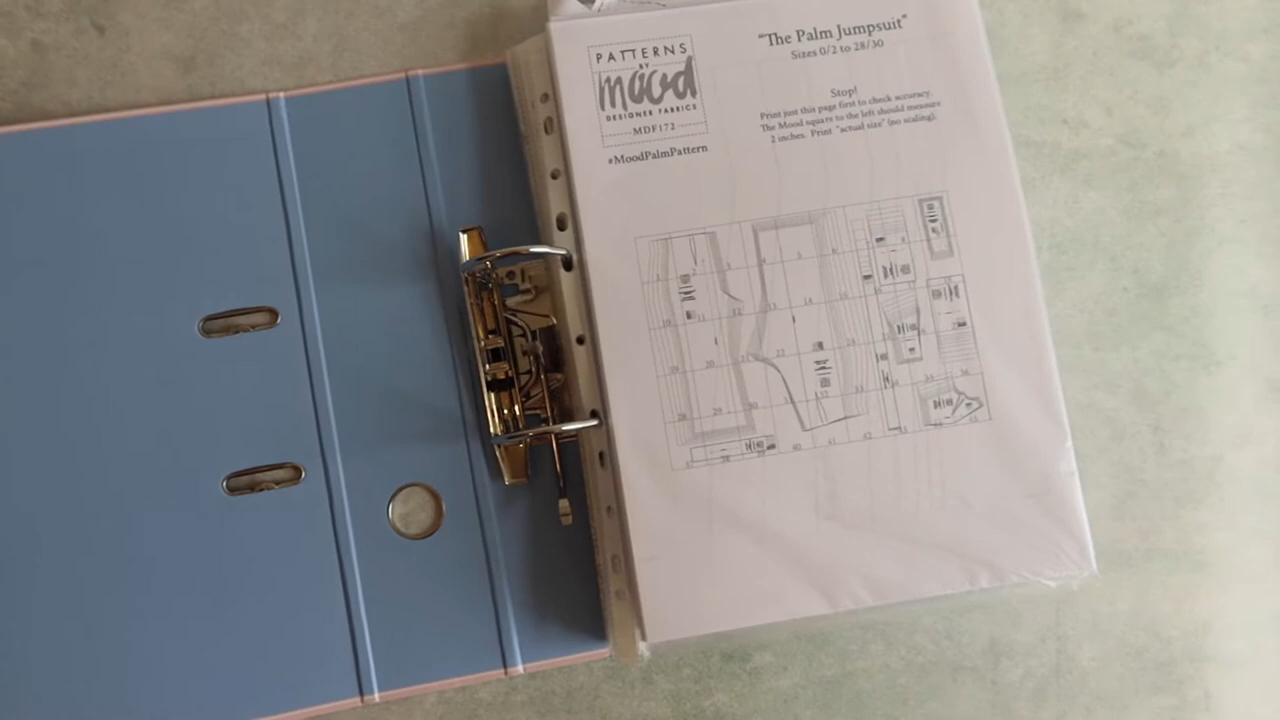 PATTERNS
BY
mood
DESIGNER FABRICS
MDF172
#MoodPalmPattern
"The Palm Jumpsuit"
Sizes 0/2 to 28/30
Stop!
Print just this page first to check accuracy.
The Mood square to the left should measure
2 inches. Print "actual size" (no scaling).